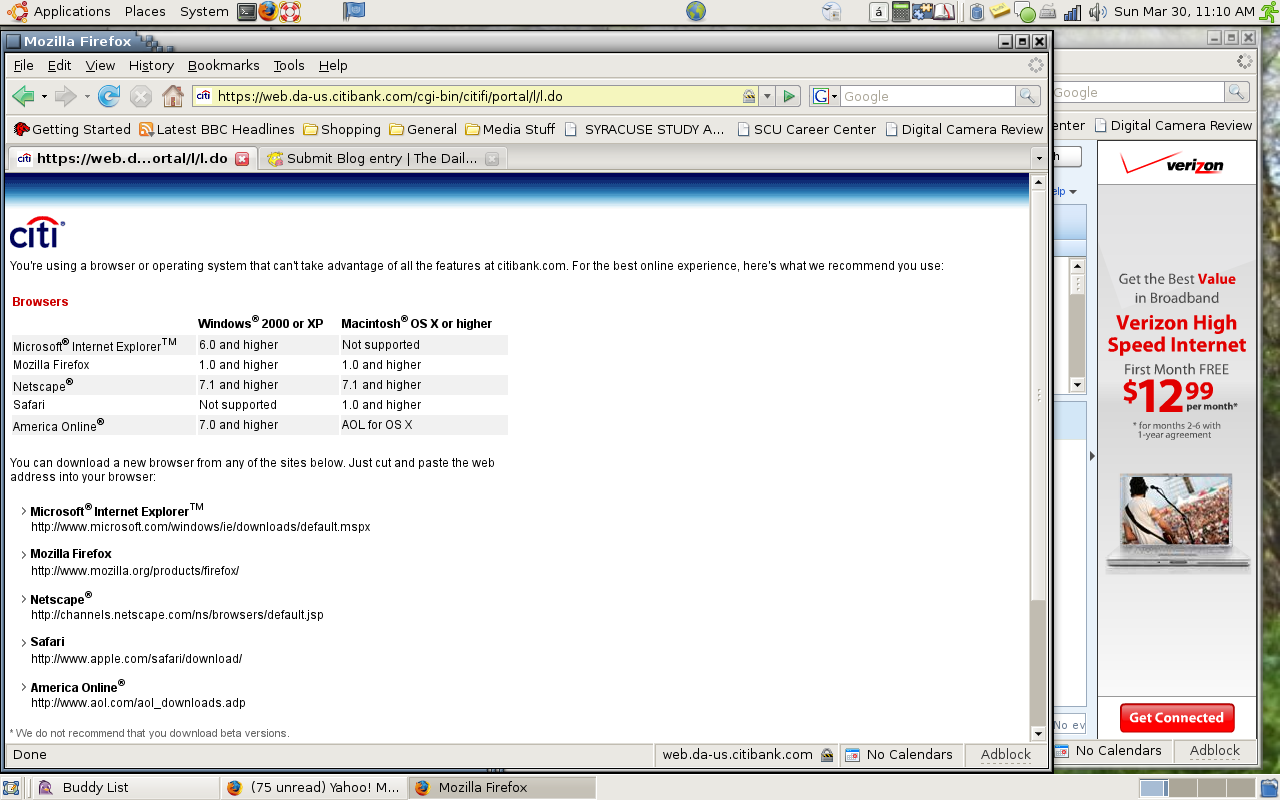 Applications Places System
á
Sun Mar 30, 11:10 AM
Mozilla Firefox
File Edit View History Bookmarks Tools Help
citi https://web.da-us.citibank.com/cgi-bin/citifi/portal/l/l.do
G Google
Google
Getting Started Latest BBC Headlines Shopping General Media Stuff SYRACUSE STUDY A... SCU Career Center Digital Camera Review
enter Digital Camera Review
citi https://web.d...ortal/l/l.do Submit Blog entry | The Dail...
h
elp
citi®
You're using a browser or operating system that can't take advantage of all the features at citibank.com. For the best online experience, here's what we recommend you use:
Browsers
Windows® 2000 or XP Macintosh® OS X or higher
Microsoft® Internet Explorer™ 6.0 and higher Not supported
Mozilla Firefox 1.0 and higher 1.0 and higher
Netscape® 7.1 and higher 7.1 and higher
Safari Not supported 1.0 and higher
America Online® 7.0 and higher AOL for OS X
You can download a new browser from any of the sites below. Just cut and paste the web
address into your browser:
Microsoft® Internet Explorer™
http://www.microsoft.com/windows/ie/downloads/default.mspx
Mozilla Firefox
http://www.mozilla.org/products/firefox/
Netscape®
http://channels.netscape.com/ns/browsers/default.jsp
Safari
http://www.apple.com/safari/download/
America Online®
http://www.aol.com/aol_downloads.adp
* We do not recommend that you download beta versions.
verizon
Get the Best Value
in Broadband
Verizon High
Speed Internet
First Month FREE
$12 99
per month*
* for months 2-6 with
1-year agreement
Get Connected
No ev
Done web.da-us.citibank.com No Calendars Adblock
No Calendars Adblock
Buddy List (75 unread) Yahoo! M... Mozilla Firefox